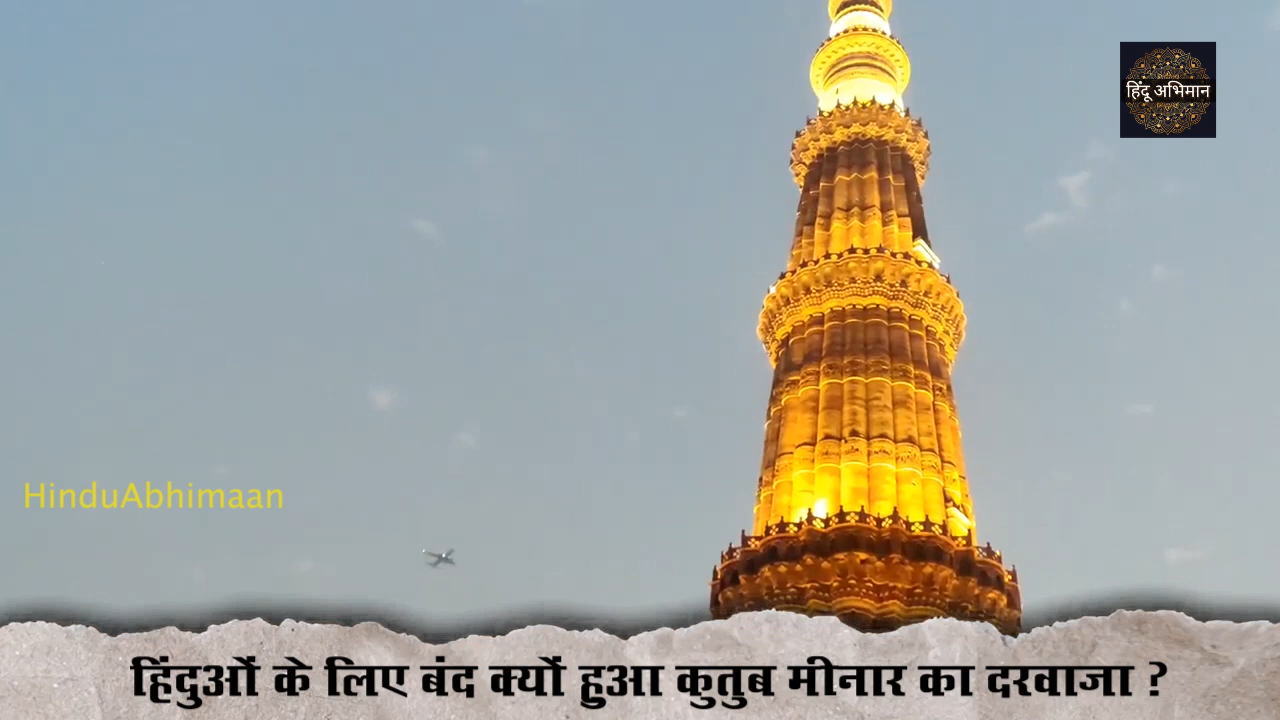 हिंदू अभिमान
HinduAbhimaan
हिंदुओं के लिए बंद क्यों हुआ कुतुब मीनार का दरवाजा ?